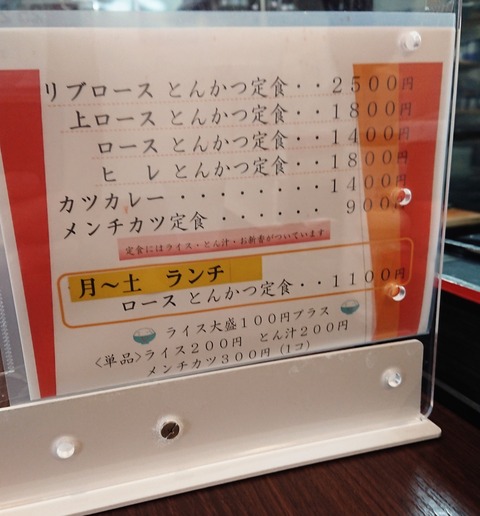 リブロース とんかつ定食・・2500円
上ロース とんかつ定食・・1800円
ロース とんかつ定食・・1400円
ヒ レ とんかつ定食・・1800円
カツカレー・・・・・・・・1400円
メンチカツ定食・・・・・・900円
定食にはライス・とん汁・お新香がついています
月〜土 ランチ
ロース とんかつ定食・・1100円
ライス大盛100円プラス
〈単品〉ライス200円 とん汁200円
メンチカツ300円(1コ)